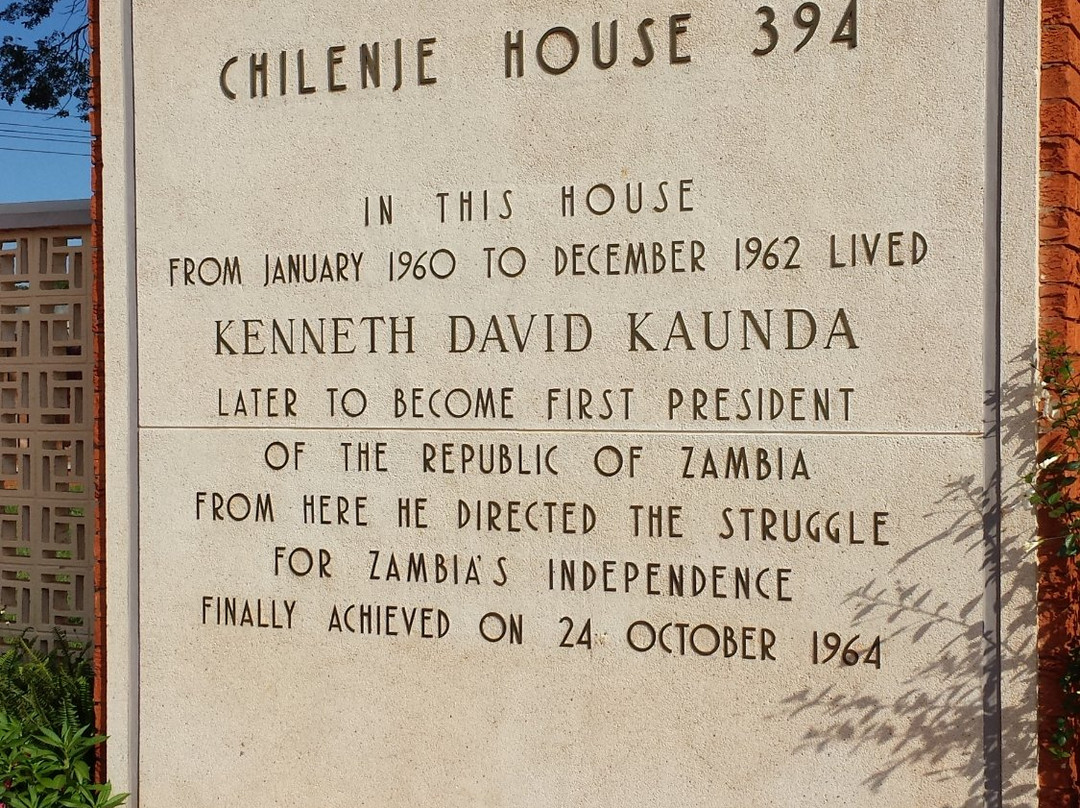 CHILENJE HOUSE 394
IN THIS HOUSE
FROM JANUARY 1960 TO DECEMBER 1962 LIVED
KENNETH DAVID KAUNDA
LATER TO BECOME FIRST PRESIDENT
OF THE REPUBLIC OF ZAMBIA
FROM HERE HE DIRECTED THE STRUGGLE
FOR ZAMBIA'S INDEPENDENCE
FINALLY ACHIEVED ON 24 OCTOBER 1964